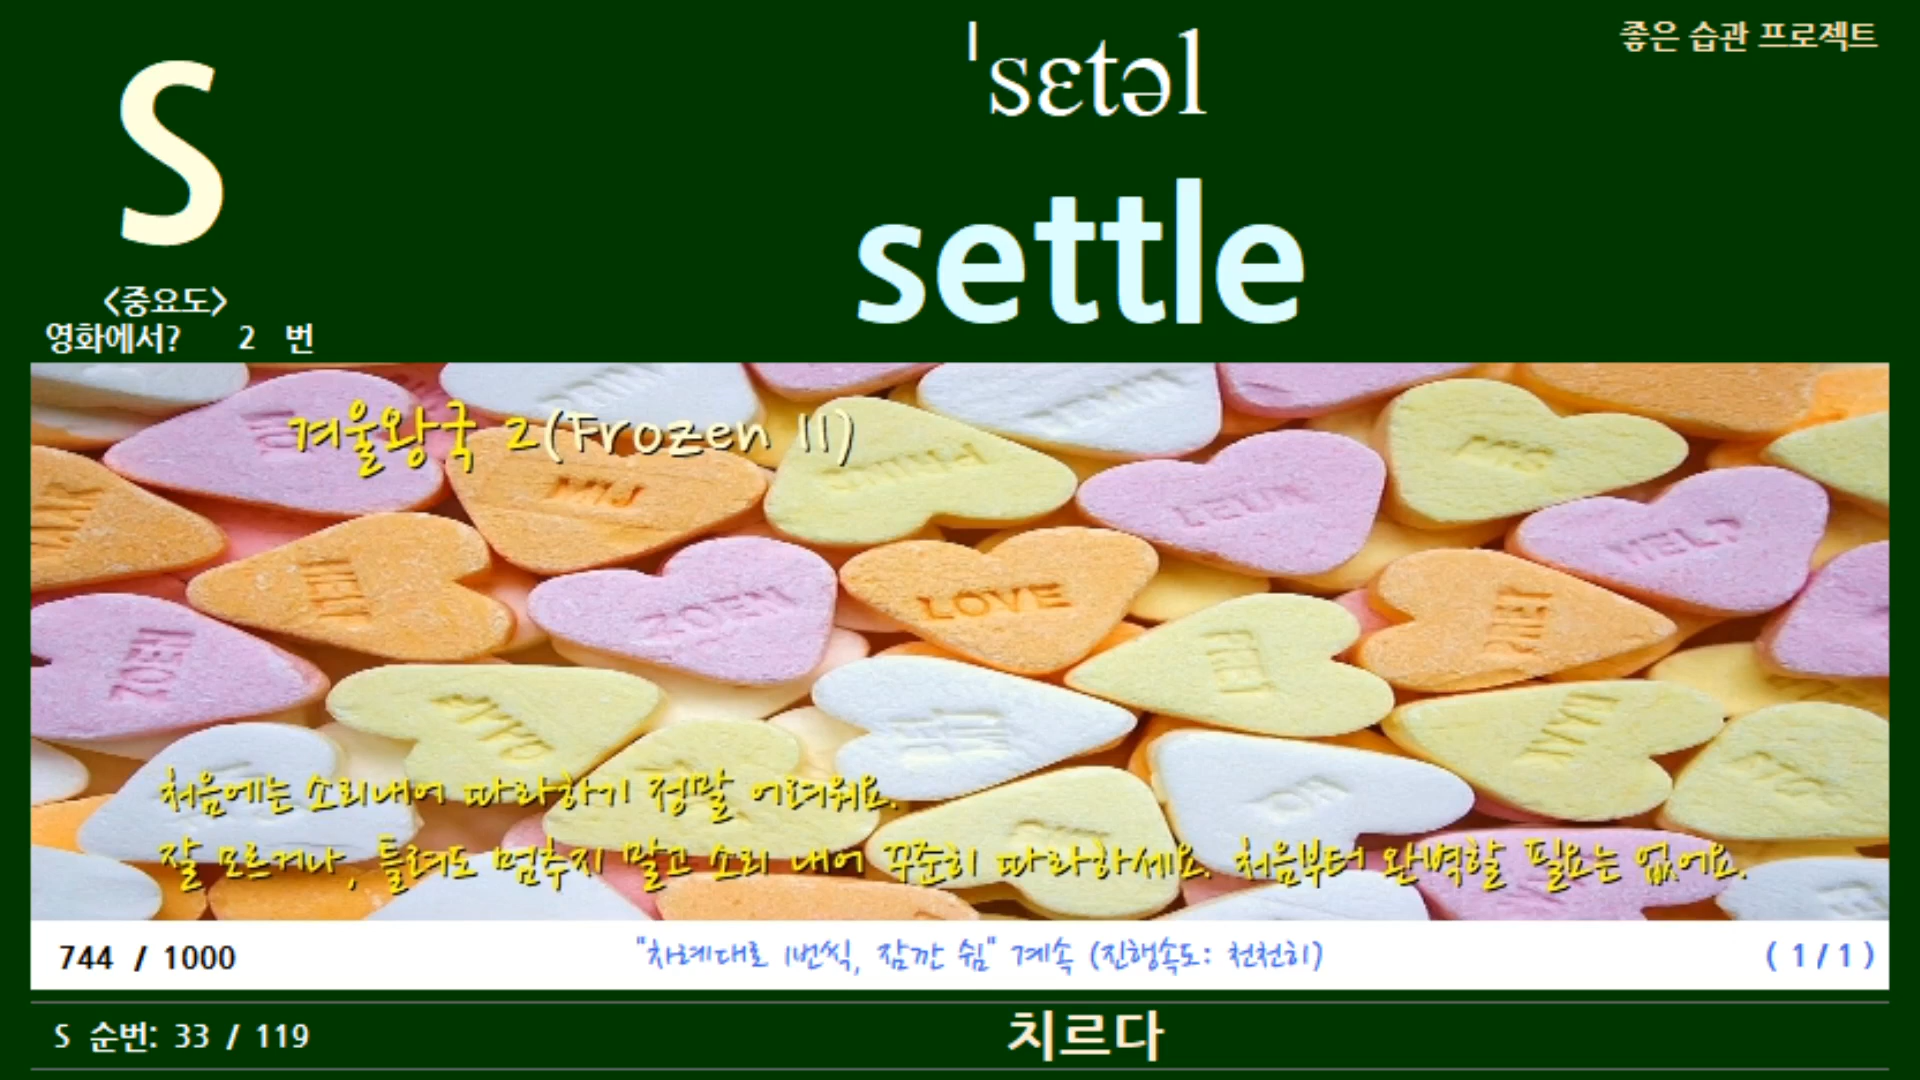 좋은 습관 프로젝트
S
ˈsɛtəl
settle
<중요도>
영화에서? 2 번
겨울왕국 2(Frozen II)
LOVE
ZOEN
HELP
처음에는 소리내어 따라하기 정말 어려워요.
잘 모르거나, 틀려도 멈추지 말고 소리 내어 꾸준히 따라하세요. 처음부터 완벽할 필요는 없어요.
744 / 1000
"차례대로 1번씩, 잠깐 쉼" 계속 (진행속도: 천천히)
( 1 / 1 )
S 순번: 33 / 119
치르다